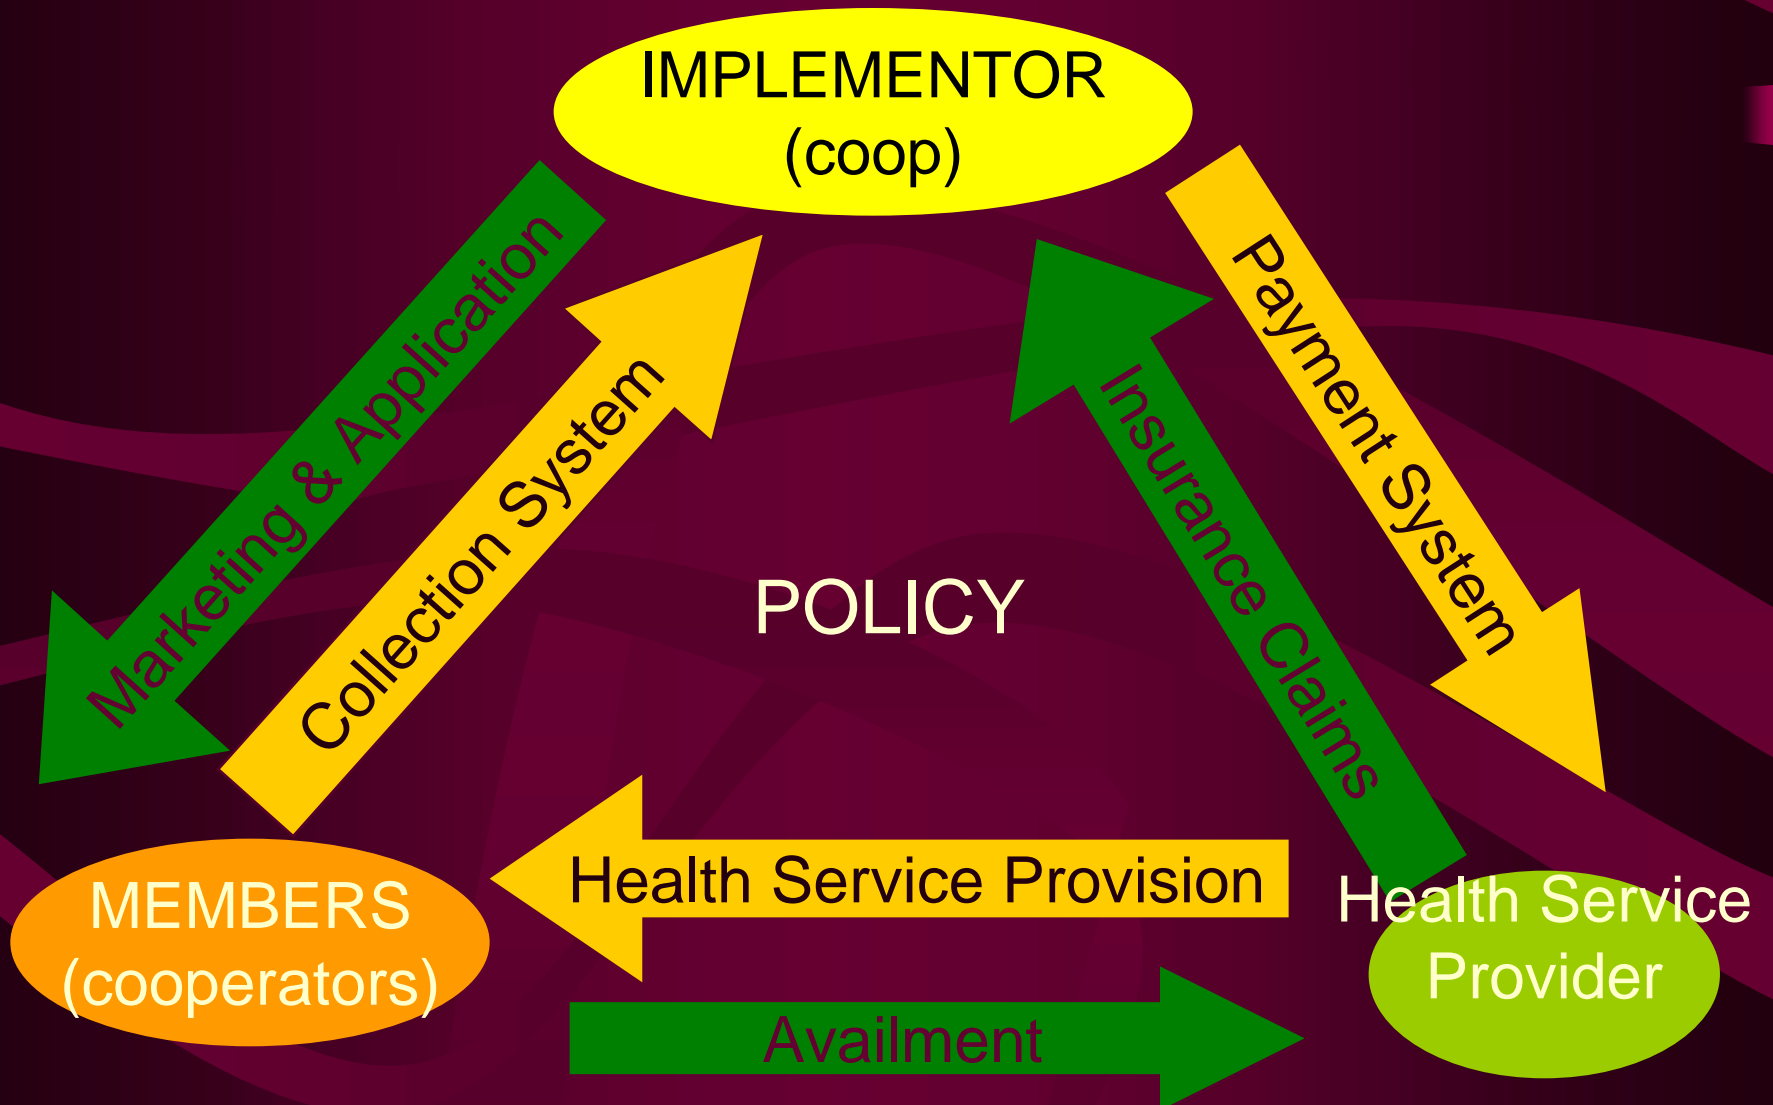 IMPLEMENTOR
(coop)
Marketing & Application
Collection System
Insurance Claims
Payment System
POLICY
Health Service Provision
MEMBERS
(cooperators)
Health Service
Provider
Availment